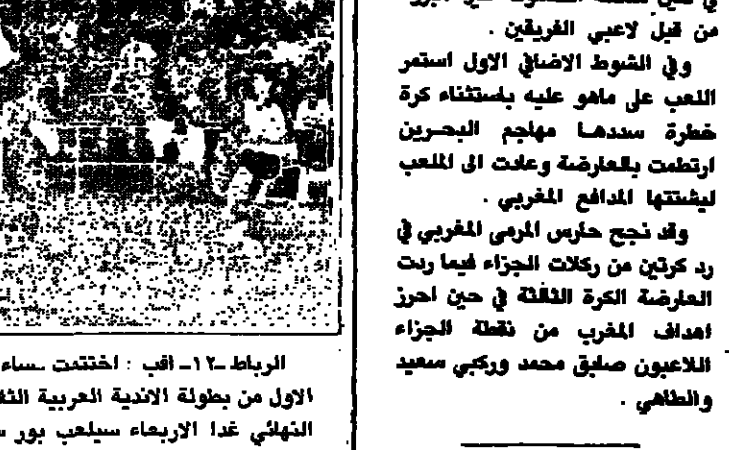 من قبل لاعبي الفريقين .
وفي الشوط الاضافي الاول استمر
اللعب على ماهو عليه باستثناء كرة
خطرة سددها مهاجم البحرين
ارتطمت بالعارضة وعادت الى الملعب
ليشتتها المدافع المغربي .
وقد نجح حارس المرمى المغربي في
رد كرتين من ركلات الجزاء فيما ردت
العارضة الكرة الثالثة في حين احرز
اهداف المغرب من نقطة الجزاء
اللاعبون صابق محمد وركبي سعيد
والطاهي .
الرباط ـ١٢ـ اقب : اختتمت مساء
الاول من بطولة الاندية العربية
النهائي غدا الاربعاء سيلعب بور